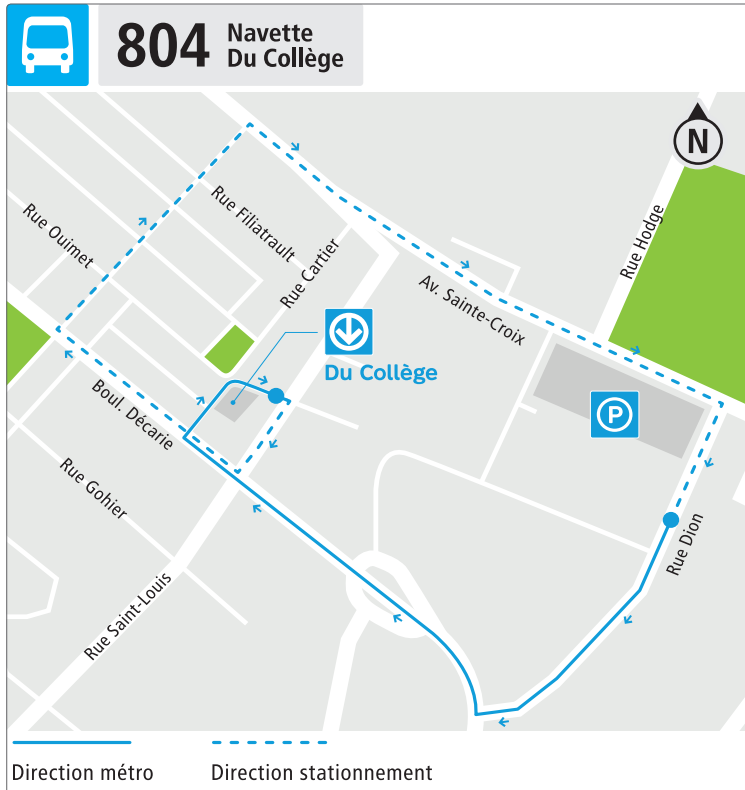 804 Navette
Du Collège
N
Rue Hodge
Rue Filiatrault
Rue Ouimet
Rue Cartier
Av. Sainte-Croix
Du Collège
Boul. Décarie
P
Rue Gohier
Rue Dion
Rue Saint-Louis
Direction métro
Direction stationnement